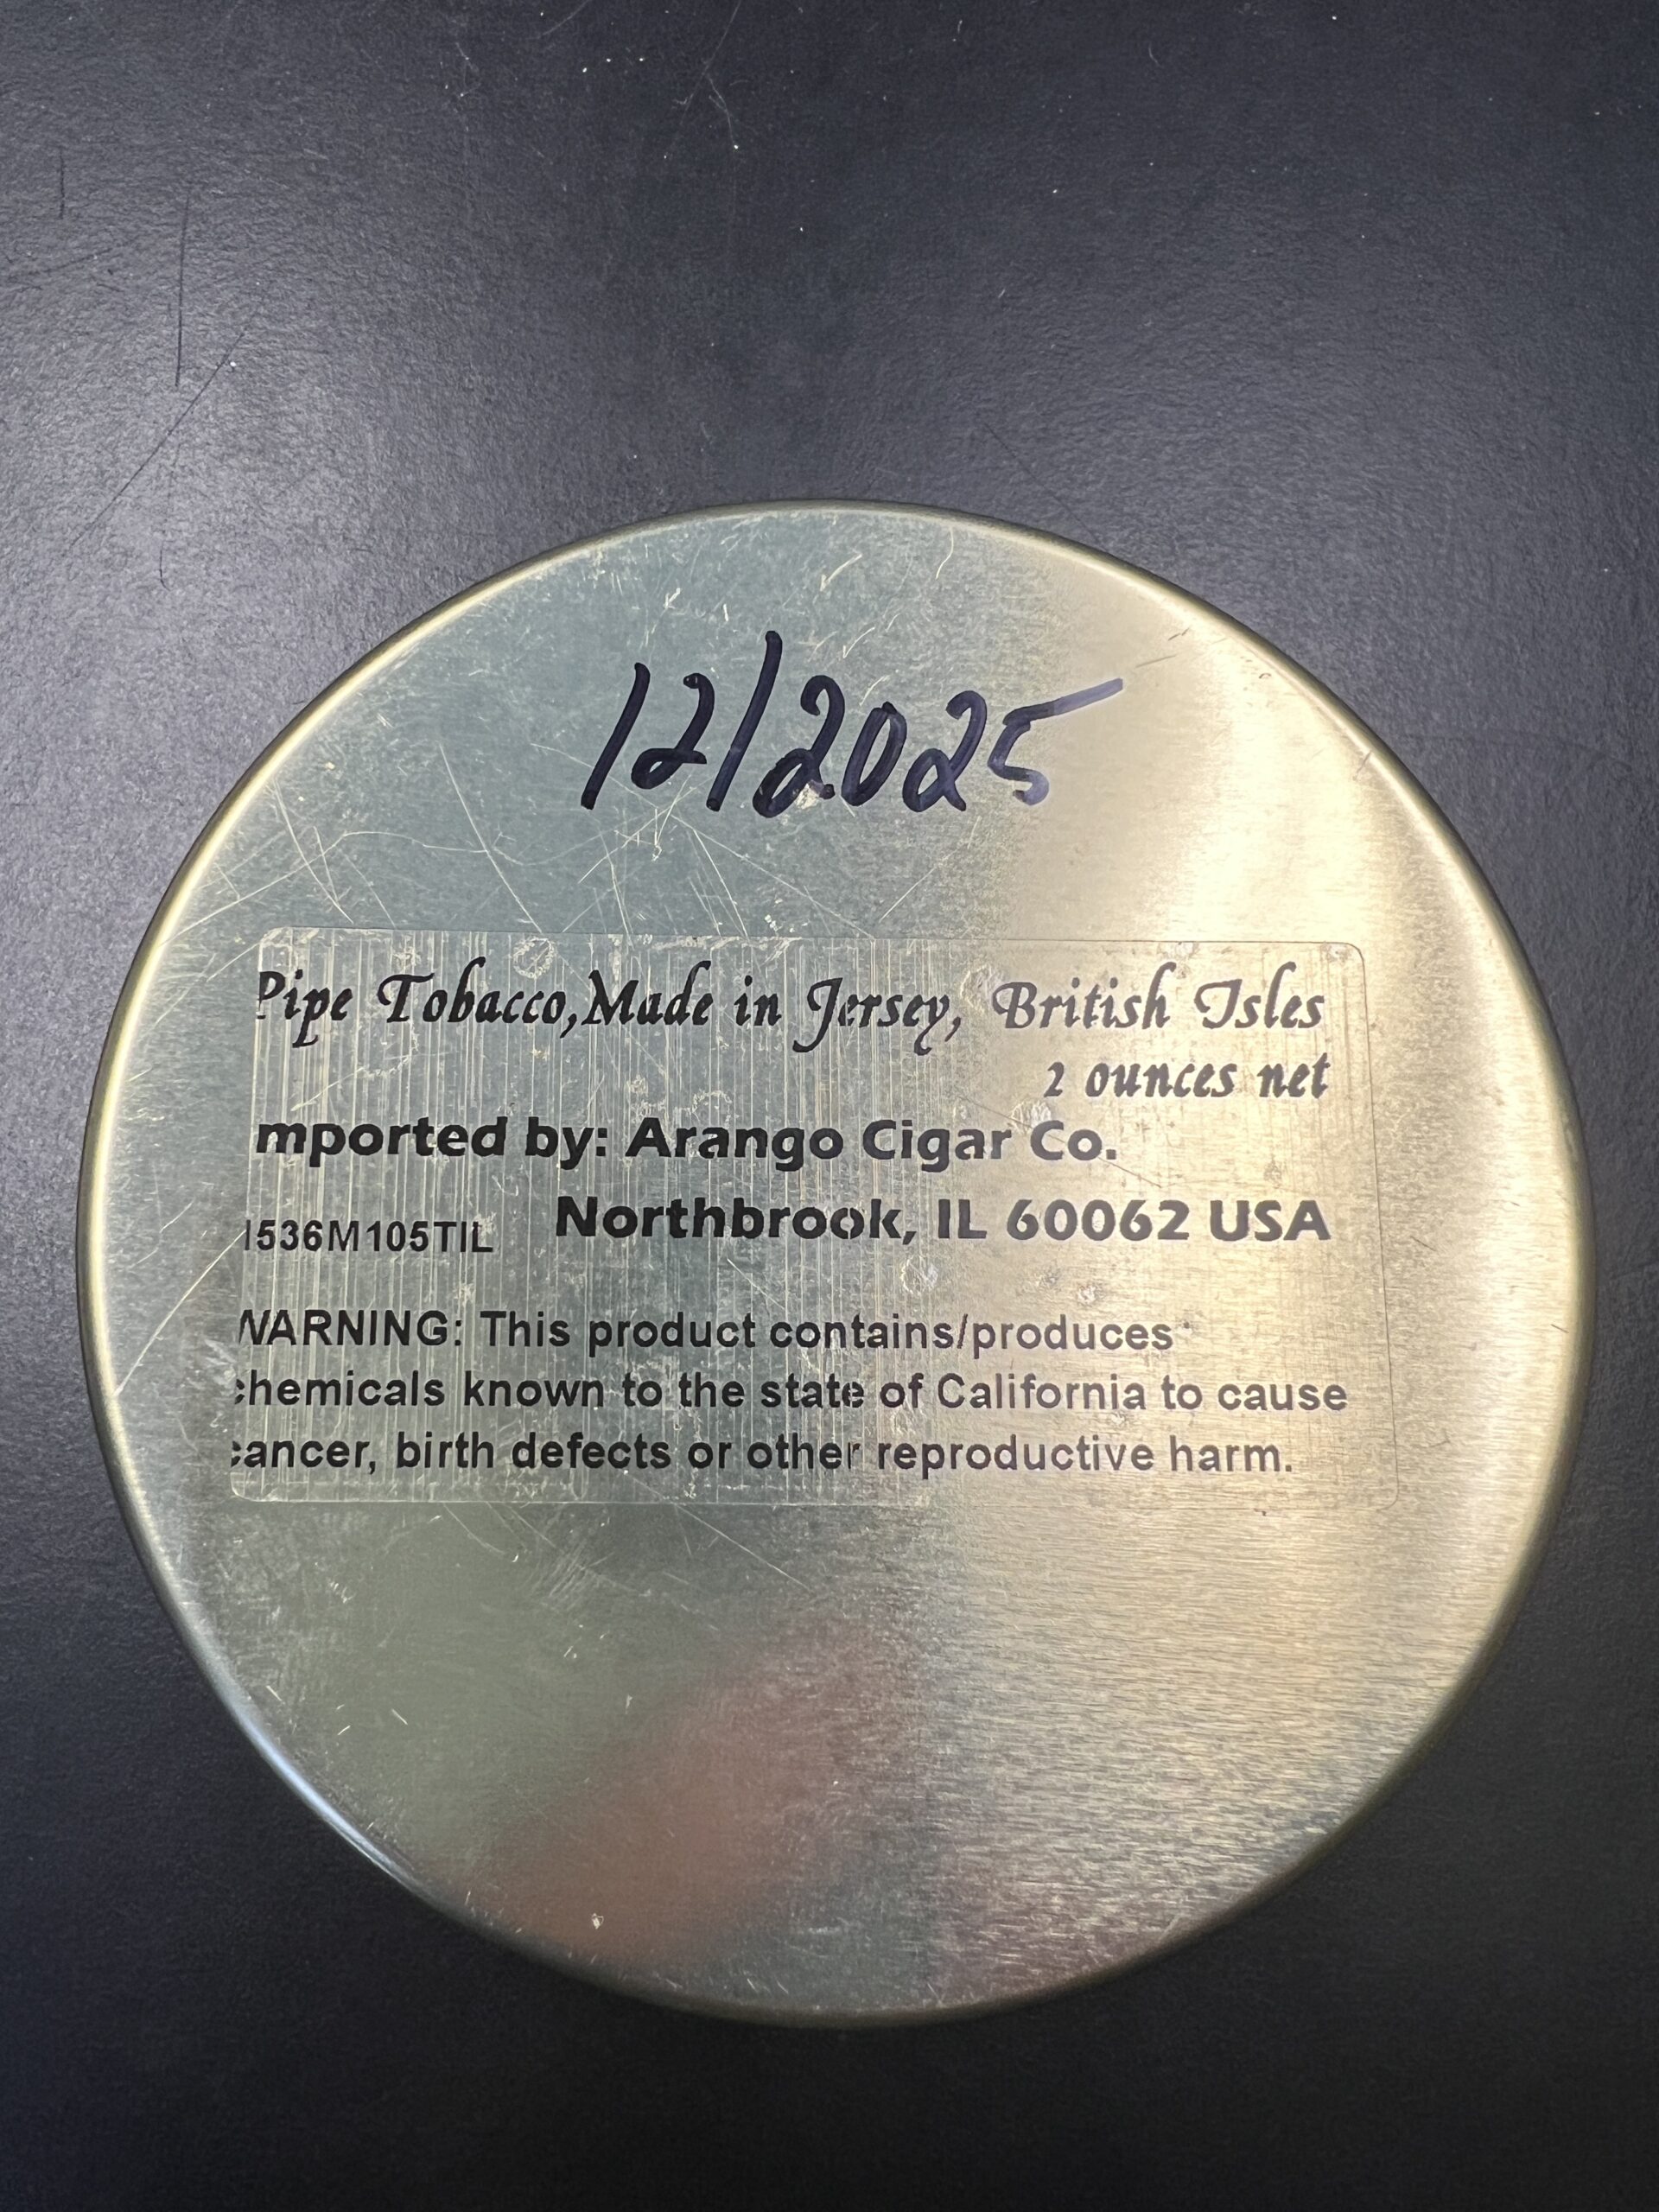 12/2025
Pipe Tobacco,Made in Jersey, British Isles
2 ounces net
mported by: Arango Cigar Co.
Northbrook, IL 60062 USA
1536M105TIL
WARNING: This product contains/produces
chemicals known to the state of California to cause
cancer, birth defects or other reproductive harm.